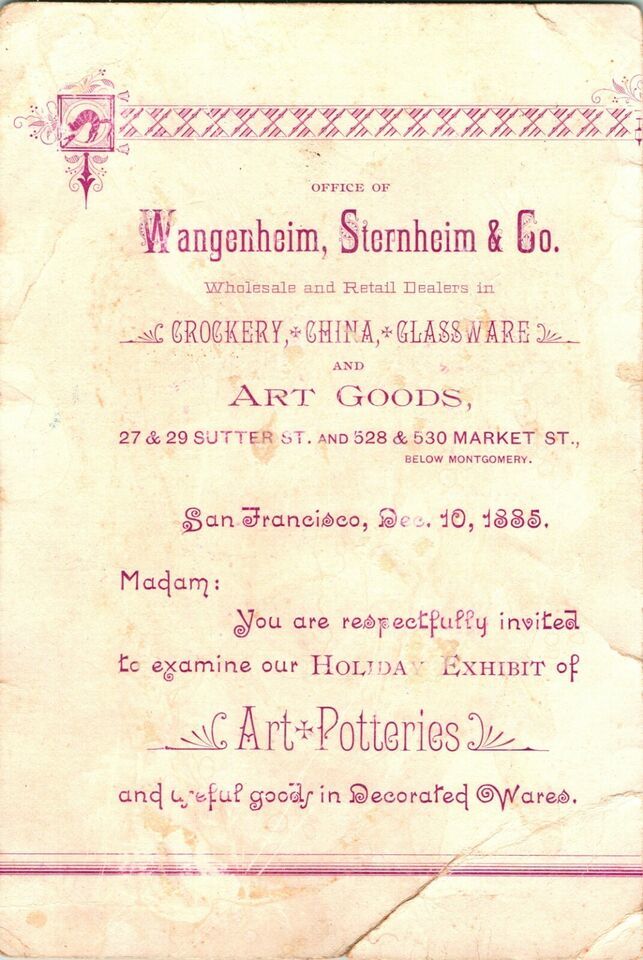 OFFICE OF
Wangenheim, Sternheim & Co.
Wholesale and Retail Dealers in
CROCKERY, CHINA, GLASSWARE
AND
ART GOODS,
27 & 29 SUTTER ST. AND 528 & 530 MARKET ST.,
BELOW MONTGOMERY.
San Francisco, Dec. 10, 1885.
Madam:
You are respectfully invited
to examine our HOLIDAY EXHIBIT of
Art Potteries
and useful goods in Decorated Wares.